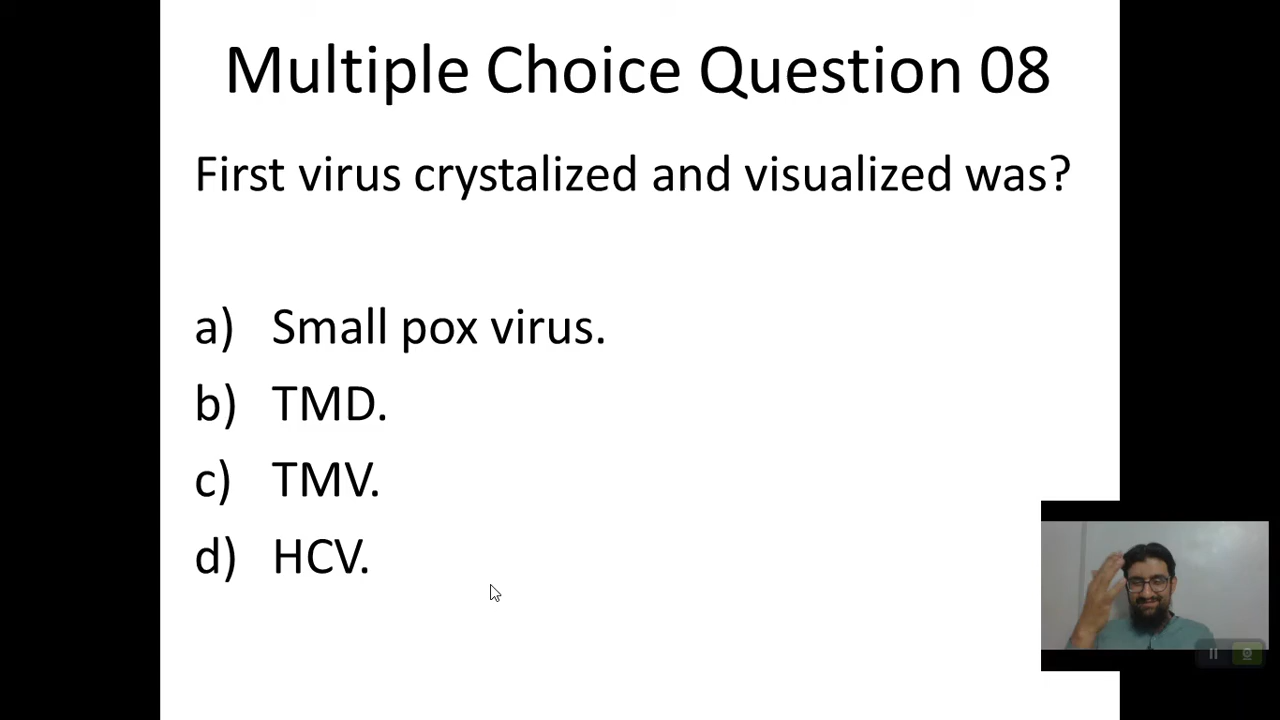 Multiple Choice Question 08
First virus crystalized and visualized was?
a) Small pox virus.
b) TMD.
c) TMV.
d) HCV.